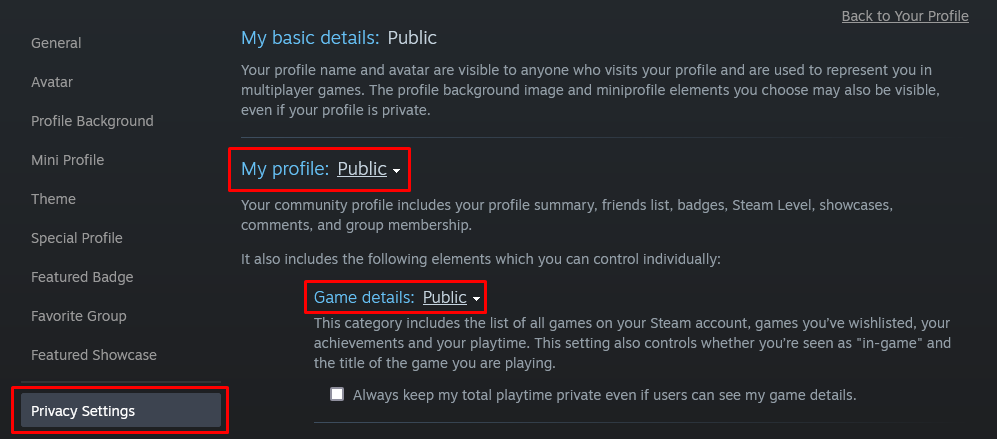 Back to Your Profile
General
Avatar
Profile Background
Mini Profile
Theme
Special Profile
Featured Badge
Favorite Group
Featured Showcase
Privacy Settings
My basic details: Public
Your profile name and avatar are visible to anyone who visits your profile and are used to represent you in
multiplayer games. The profile background image and miniprofile elements you choose may also be visible,
even if your profile is private.
My profile: Public
Your community profile includes your profile summary, friends list, badges, Steam Level, showcases,
comments, and group membership.
It also includes the following elements which you can control individually:
Game details: Public
This category includes the list of all games on your Steam account, games you’ve wishlisted, your
achievements and your playtime. This setting also controls whether you’re seen as "in-game" and
the title of the game you are playing.
Always keep my total playtime private even if users can see my game details.